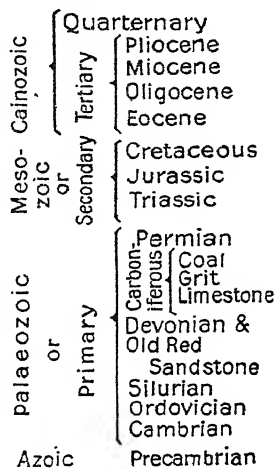 Cainozoic
Quarternary
Tertiary
Pliocene
Miocene
Oligocene
Eocene
Meso-
zoic
or
Secondary
Cretaceous
Jurassic
Triassic
Palaeozoic
or
Primary
Permian
Carbon-
iferous
Coal
Grit
Limestone
Devonian &
Old Red
Sandstone
Silurian
Ordovician
Cambrian
Azoic Precambrian